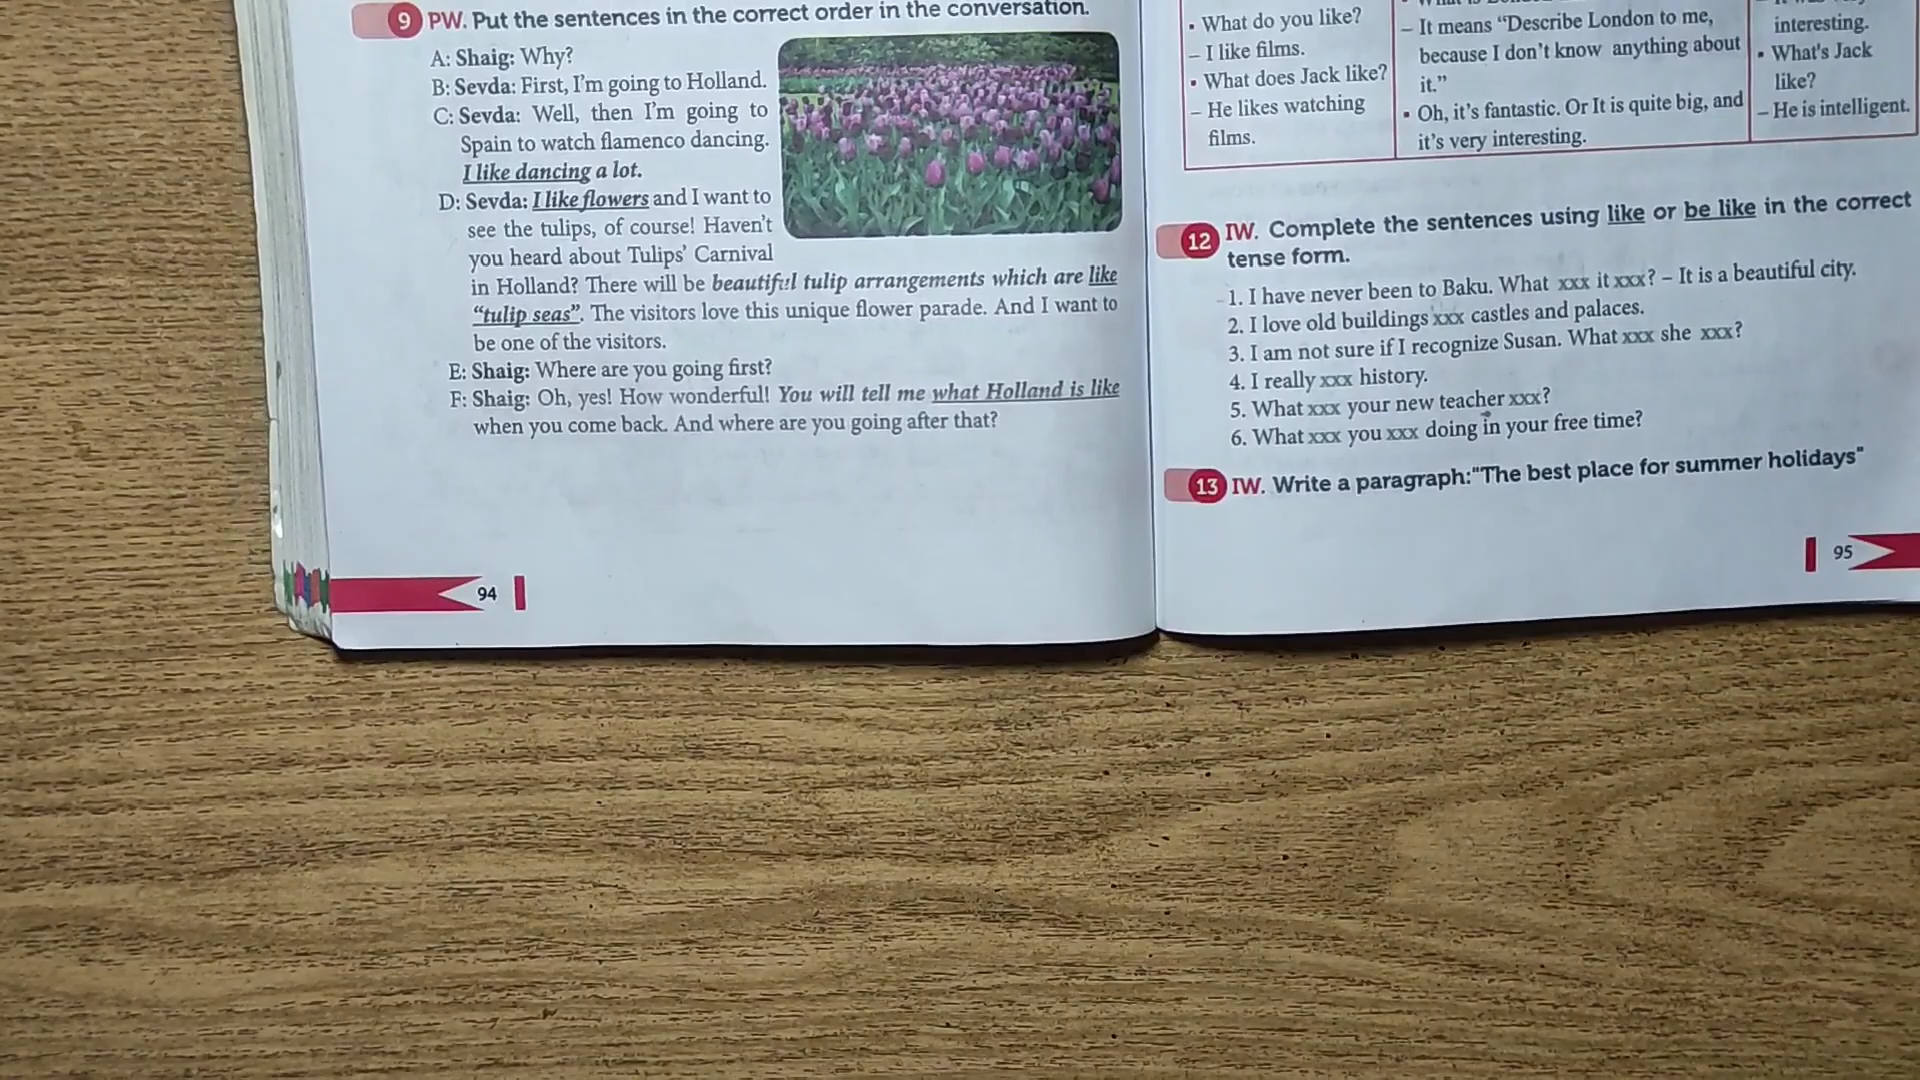 9 PW. Put the sentences in the correct order in the conversation.
A: Shaig: Why?
B: Sevda: First, I'm going to Holland.
C: Sevda: Well, then I'm going to
Spain to watch flamenco dancing.
I like dancing a lot.
D: Sevda: I like flowers and I want to
see the tulips, of course! Haven't
you heard about Tulips' Carnival
in Holland? There will be beautiful tulip arrangements which are like
"tulip seas". The visitors love this unique flower parade. And I want to
be one of the visitors.
E: Shaig: Where are you going first?
F: Shaig: Oh, yes! How wonderful! You will tell me what Holland is like
when you come back. And where are you going after that?
94
▪ What do you like?
– I like films.
▪ What does Jack like?
– He likes watching
films.
– It means "Describe London to me,
because I don't know anything about
it."
▪ Oh, it's fantastic. Or It is quite big, and
it's very interesting.
interesting.
▪ What's Jack
like?
– He is intelligent.
12 IW. Complete the sentences using like or be like in the correct
tense form.
1. I have never been to Baku. What xxx it xxx? – It is a beautiful city.
2. I love old buildings xxx castles and palaces.
3. I am not sure if I recognize Susan. What xxx she xxx?
4. I really xxx history.
5. What xxx your new teacher xxx?
6. What xxx you xxx doing in your free time?
13 IW. Write a paragraph:"The best place for summer holidays"
95